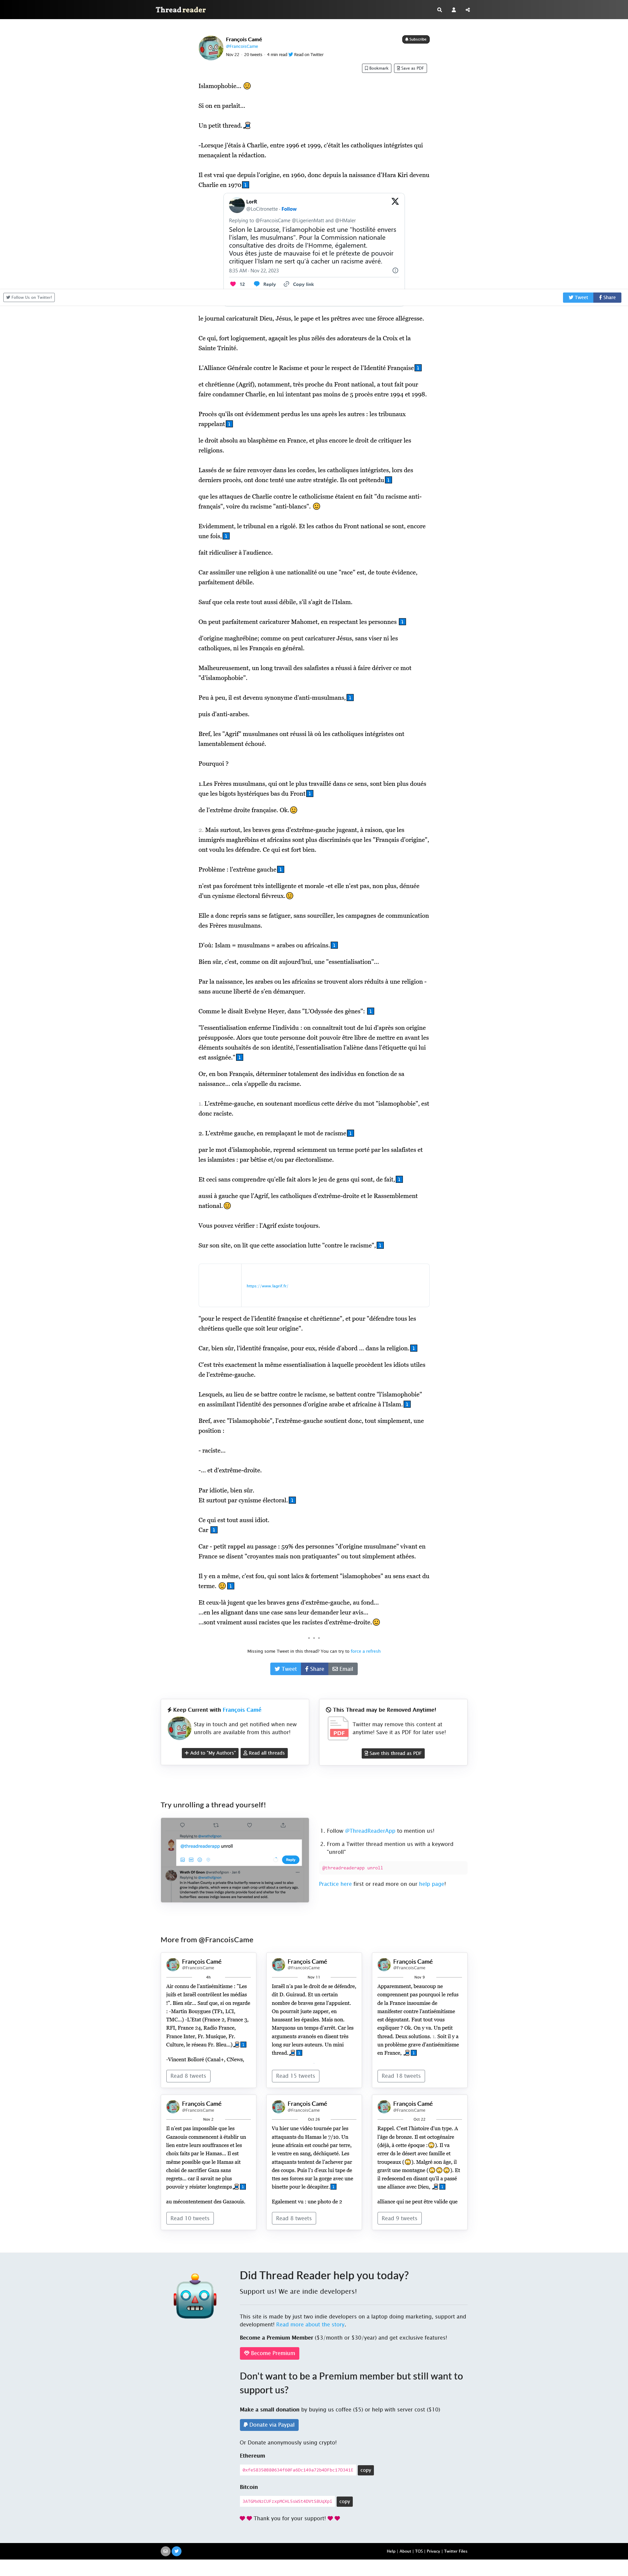 Thread reader
François Camé
@FrancoisCame
Subscribe
Nov 22 · 20 tweets · 4 min read Read on Twitter
Bookmark
Save as PDF
Islamophobie...
Si on en parlait...
Un petit thread.
-Lorsque j'étais à Charlie, entre 1996 et 1999, c'était les catholiques intégristes qui
menaçaient la rédaction.
Il est vrai que depuis l'origine, en 1960, donc depuis la naissance d'Hara Kiri devenu
Charlie en 1970
LorR
@LaCitronette · Follow
Replying to @FrancoisCame @LigerienMatt and @HMaler
Selon le Larousse, l'islamophobie est une "hostilité envers
l'islam, les musulmans". Pour la Commission nationale
consultative des droits de l'Homme, également.
Vous êtes juste de mauvaise foi et le prétexte de pouvoir
critiquer l'Islam ne sert qu'à cacher un racisme avéré.
8:35 AM · Nov 22, 2023
12
Reply
Copy link
Follow Us on Twitter!
Tweet
Share
le journal caricaturait Dieu, Jésus, le pape et les prêtres avec une féroce allégresse.
Ce qui, fort logiquement, agaçait les plus zélés des adorateurs de la Croix et la
Sainte Trinité.
L'Alliance Générale contre le Racisme et pour le respect de l'Identité Française
et chrétienne (Agrif), notamment, très proche du Front national, a tout fait pour
faire condamner Charlie, en lui intentant pas moins de 5 procès entre 1994 et 1998.
Procès qu'ils ont évidemment perdus les uns après les autres : les tribunaux
rappelant
le droit absolu au blasphème en France, et plus encore le droit de critiquer les
religions.
Lassés de se faire renvoyer dans les cordes, les catholiques intégristes, lors des
derniers procès, ont donc tenté une autre stratégie. Ils ont prétendu
que les attaques de Charlie contre le catholicisme étaient en fait "du racisme anti-
français", voire du racisme "anti-blancs".
Evidemment, le tribunal en a rigolé. Et les cathos du Front national se sont, encore
une fois,
fait ridiculiser à l'audience.
Car assimiler une religion à une nationalité ou une "race" est, de toute évidence,
parfaitement débile.
Sauf que cela reste tout aussi débile, s'il s'agit de l'Islam.
On peut parfaitement caricaturer Mahomet, en respectant les personnes
d'origine maghrébine; comme on peut caricaturer Jésus, sans viser ni les
catholiques, ni les Français en général.
Malheureusement, un long travail des salafistes a réussi à faire dériver ce mot
"d'islamophobie".
Peu à peu, il est devenu synonyme d'anti-musulmans,
puis d'anti-arabes.
Bref, les "Agrif" musulmanes ont réussi là où les catholiques intégristes ont
lamentablement échoué.
Pourquoi ?
1.Les Frères musulmans, qui ont le plus travaillé dans ce sens, sont bien plus doués
que les bigots hystériques bas du Front
de l'extrême droite française. Ok.
2. Mais surtout, les braves gens d'extrême-gauche jugeant, à raison, que les
immigrés maghrébins et africains sont plus discriminés que les "Français d'origine",
ont voulu les défendre. Ce qui est fort bien.
Problème : l'extrême gauche
n'est pas forcément très intelligente et morale -et elle n'est pas, non plus, dénuée
d'un cynisme électoral fiévreux.
Elle a donc repris sans se fatiguer, sans sourciller, les campagnes de communication
des Frères musulmans.
D'où: Islam = musulmans = arabes ou africains.
Bien sûr, c'est, comme on dit aujourd'hui, une "essentialisation"...
Par la naissance, les arabes ou les africains se trouvent alors réduits à une religion -
sans aucune liberté de s'en démarquer.
Comme le disait Evelyne Heyer, dans "L'Odyssée des gènes":
"l'essentialisation enferme l'individu : on connaîtrait tout de lui d'après son origine
présupposée. Alors que toute personne doit pouvoir être libre de mettre en avant les
éléments souhaités de son identité, l'essentialisation l'aliène dans l'étiquette qui lui
est assignée."
Or, en bon Français, déterminer totalement des individus en fonction de sa
naissance... cela s'appelle du racisme.
1. L'extrême-gauche, en soutenant mordicus cette dérive du mot "islamophobie", est
donc raciste.
2. L'extrême gauche, en remplaçant le mot de racisme
par le mot d'islamophobie, reprend sciemment un terme porté par les salafistes et
les islamistes : par bêtise et/ou par électoralisme.
Et ceci sans comprendre qu'elle fait alors le jeu de gens qui sont, de fait,
aussi à gauche que l'Agrif, les catholiques d'extrême-droite et le Rassemblement
national.
Vous pouvez vérifier : l'Agrif existe toujours.
Sur son site, on lit que cette association lutte "contre le racisme",
https://www.lagrif.fr/
"pour le respect de l'identité française et chrétienne", et pour "défendre tous les
chrétiens quelle que soit leur origine".
Car, bien sûr, l'identité française, pour eux, réside d'abord ... dans la religion.
C'est très exactement la même essentialisation à laquelle procèdent les idiots utiles
de l'extrême-gauche.
Lesquels, au lieu de se battre contre le racisme, se battent contre "l'islamophobie"
en assimilant l'identité des personnes d'origine arabe et africaine à l'Islam.
Bref, avec "l'islamophobie", l'extrême-gauche soutient donc, tout simplement, une
position :
- raciste...
-... et d'extrême-droite.
Par idiotie, bien sûr.
Et surtout par cynisme électoral.
Ce qui est tout aussi idiot.
Car
Car - petit rappel au passage : 59% des personnes "d'origine musulmane" vivant en
France se disent "croyantes mais non pratiquantes" ou tout simplement athées.
Il y en a même, c'est fou, qui sont laïcs & fortement "islamophobes" au sens exact du
terme.
Et ceux-là jugent que les braves gens d'extrême-gauche, au fond...
...en les alignant dans une case sans leur demander leur avis...
...sont vraiment aussi racistes que les racistes d'extrême-droite.
• • •
Missing some Tweet in this thread? You can try to force a refresh
Tweet
Share
Email
Keep Current with François Camé
Stay in touch and get notified when new
unrolls are available from this author!
Add to "My Authors"
Read all threads
This Thread may be Removed Anytime!
PDF
Twitter may remove this content at
anytime! Save it as PDF for later use!
Save this thread as PDF
Try unrolling a thread yourself!
@threadreaderapp unroll
Reply
1. Follow @ThreadReaderApp to mention us!
2. From a Twitter thread mention us with a keyword
"unroll"
@threadreaderapp unroll
Practice here first or read more on our help page!
More from @FrancoisCame
François Camé
@FrancoisCame
4h
Air connu de l'antisémitisme : "Les
juifs et Israël contrôlent les médias
!". Bien sûr... Sauf que, si on regarde
: -Martin Bouygues (TF1, LCI,
TMC...) -L'Etat (France 2, France 3,
RFI, France 24, Radio France,
France Inter, Fr. Musique, Fr.
Culture, le réseau Fr. Bleu...)
-Vincent Bolloré (Canal+, CNews,
Read 8 tweets
François Camé
@FrancoisCame
Nov 11
Israël n'a pas le droit de se défendre,
dit D. Guiraud. Et un certain
nombre de braves gens l'appuient.
On pourrait juste zapper, en
haussant les épaules. Mais non.
Marquons un temps d'arrêt. Car les
arguments avancés en disent très
long sur leurs auteurs. Un mini
thread.
Read 15 tweets
François Camé
@FrancoisCame
Nov 9
Apparemment, beaucoup ne
comprennent pas pourquoi le refus
de la France insoumise de
manifester contre l'antisémitisme
est dégoutant. Faut tout vous
expliquer ? Ok. On y va. Un petit
thread. Deux solutions. : Soit il y a
un problème grave d'antisémitisme
en France,
Read 18 tweets
François Camé
@FrancoisCame
Nov 2
Il n'est pas impossible que les
Gazaouis commencent à établir un
lien entre leurs souffrances et les
choix faits par le Hamas... Il est
même possible que le Hamas ait
choisi de sacrifier Gaza sans
regrets... car il savait ne plus
pouvoir y résister longtemps
au mécontentement des Gazaouis.
Read 10 tweets
François Camé
@FrancoisCame
Oct 26
Vu hier une vidéo tournée par les
attaquants du Hamas le 7/10. Un
jeune africain est couché par terre,
le ventre en sang, déchiqueté. Les
attaquants tentent de l'achever par
des coups. Puis l'1 d'eux lui tape de
ttes ses forces sur la gorge avec une
binette pour le décapiter.
Egalement vu : une photo de 2
Read 8 tweets
François Camé
@FrancoisCame
Oct 22
Rappel. C'est l'histoire d'un type. A
l'âge de bronze. Il est octogénaire
(déjà, à cette époque : ). Il va
errer dans le désert avec famille et
troupeaux ( ). Malgré son âge, il
gravit une montagne ( ). Et
il redescend en disant qu'il a passé
une alliance avec Dieu,
alliance qui ne peut être valide que
Read 9 tweets
Did Thread Reader help you today?
Support us! We are indie developers!
This site is made by just two indie developers on a laptop doing marketing, support and
development! Read more about the story.
Become a Premium Member ($3/month or $30/year) and get exclusive features!
Become Premium
Don't want to be a Premium member but still want to
support us?
Make a small donation by buying us coffee ($5) or help with server cost ($10)
Donate via Paypal
Or Donate anonymously using crypto!
Ethereum
copy
Bitcoin
copy
Thank you for your support!
Help | About | TOS | Privacy | Twitter Files